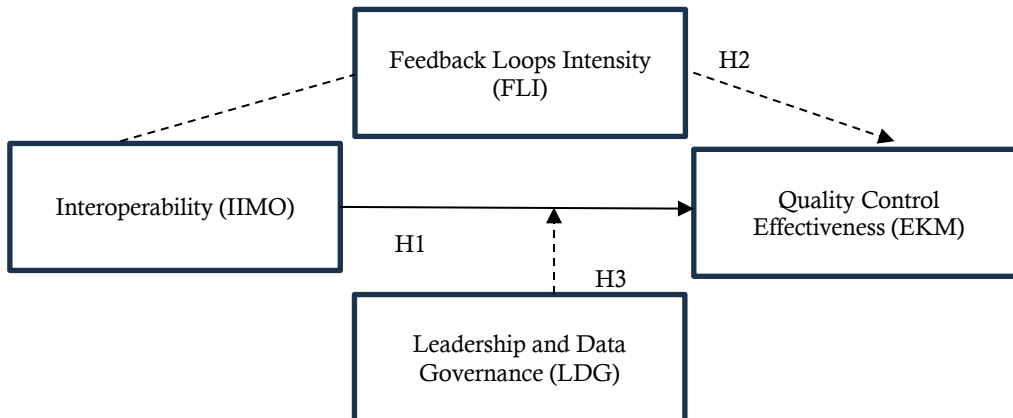 Feedback Loops Intensity
(FLI)
H2
Interoperability (IIMO)
Quality Control
Effectiveness (EKM)
H1
H3
Leadership and Data
Governance (LDG)